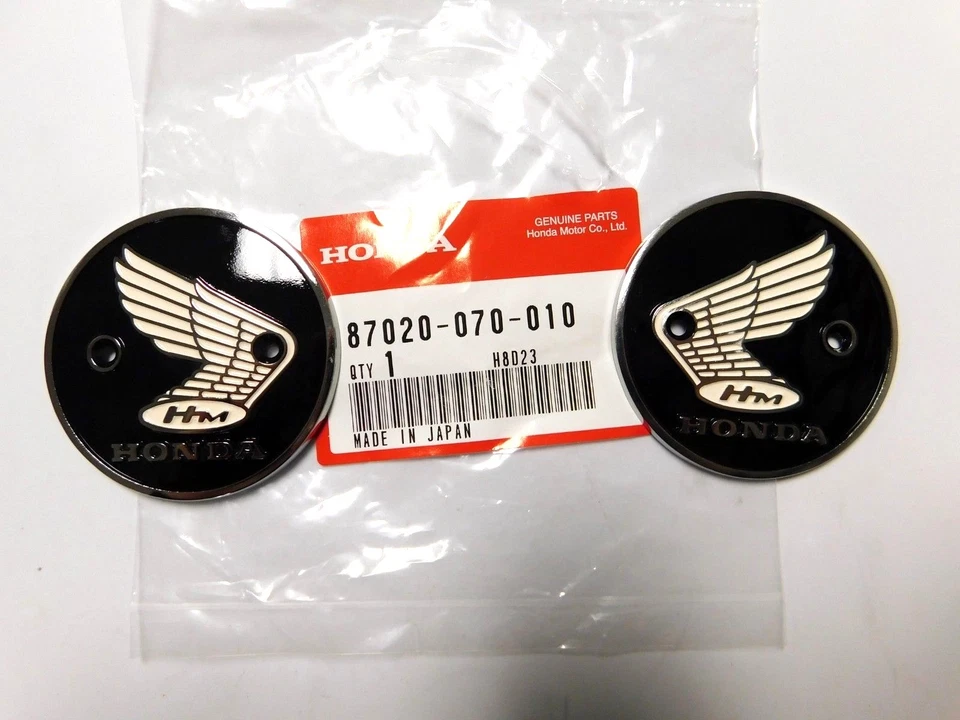 HONDA
GENUINE PARTS
Honda Motor Co., Ltd.
87020-070-010
QTY 1 H8D23
MADE IN JAPAN
HM
HONDA
HM
HONDA